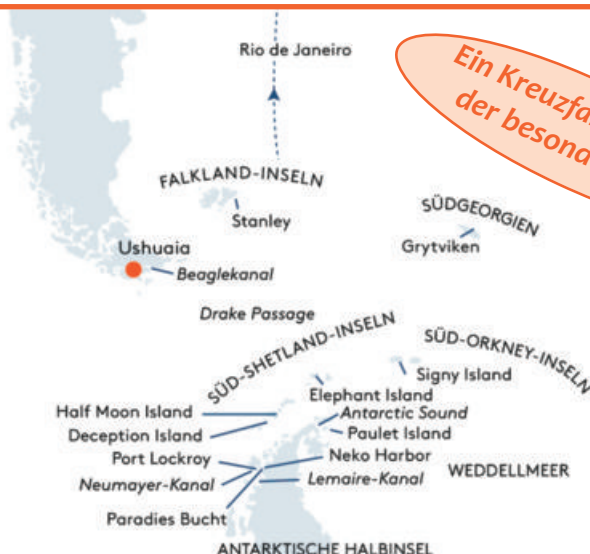 Rio de Janeiro
Ein
der
FALKLAND-INSELN
Stanley
SÜDGEORGIEN
Grytviken
Ushuaia
Beaglekanal
Drake Passage
SÜD-SHETLAND-INSELN
SÜD-ORKNEY-INSELN
Signy Island
Elephant Island
Half Moon Island
Antarctic Sound
Deception Island
Paulet Island
Port Lockroy
Neko Harbor
WEDDELLMEER
Neumayer-Kanal
Lemaire-Kanal
Paradies Bucht
ANTARKTISCHE HALBINSEL